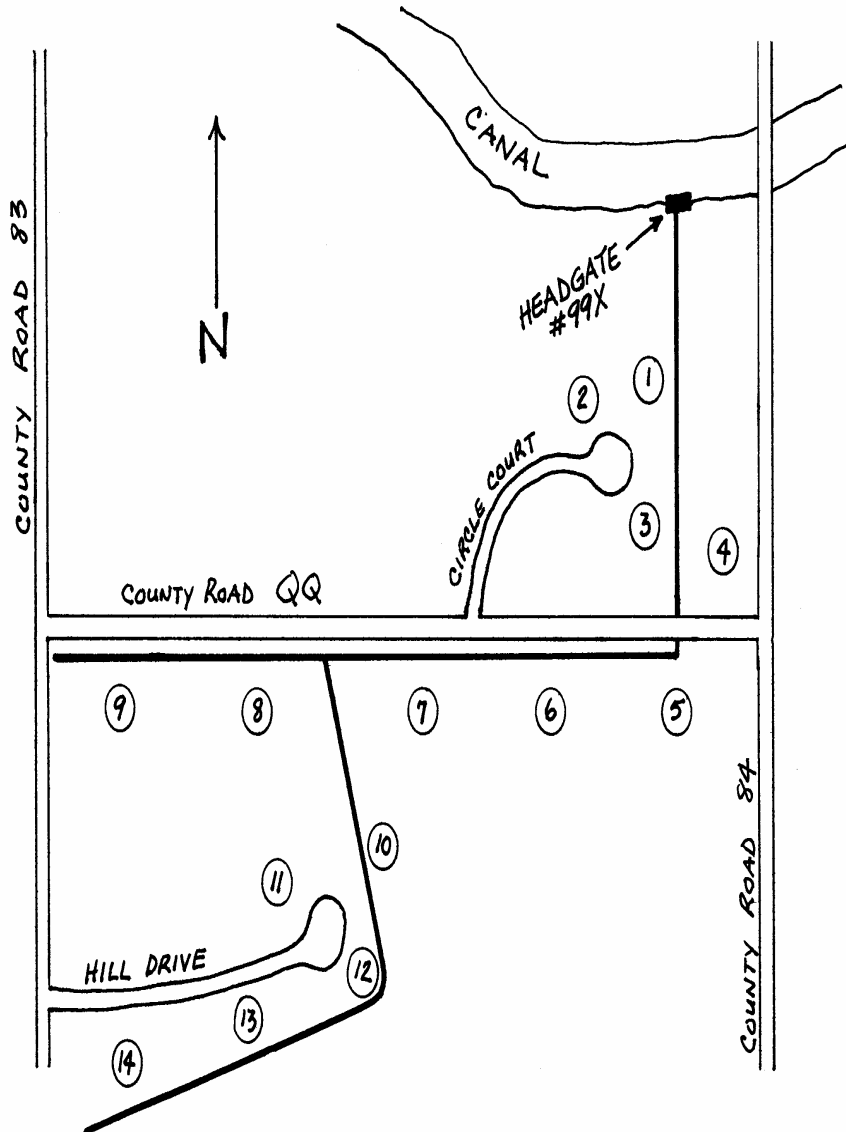 CANAL
COUNTY ROAD 83
HEADGATE
#99X
N
1
2
CIRCLE COURT
3
4
COUNTY ROAD QQ
9
8
7
6
5
COUNTY ROAD 84
10
11
HILL DRIVE
12
13
14